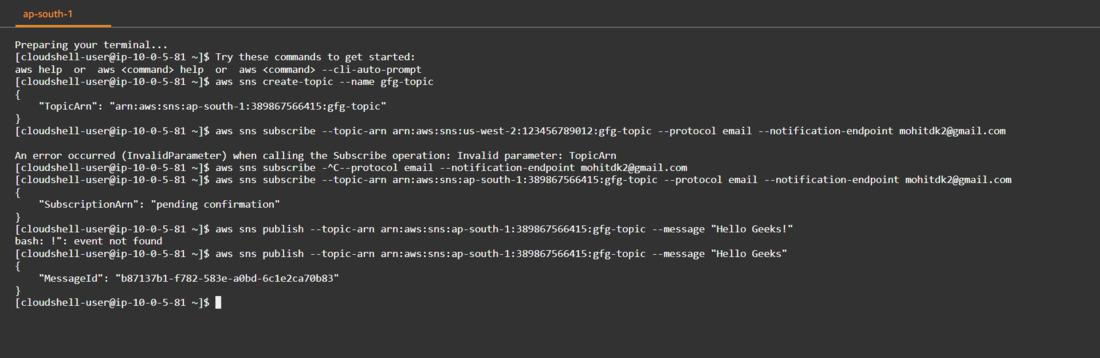 ap-south-1
Preparing your terminal...
[cloudshell-user@ip-10-0-5-81 ~]$ Try these commands to get started:
aws help  or  aws <command> help  or  aws <command> --cli-auto-prompt
[cloudshell-user@ip-10-0-5-81 ~]$ aws sns create-topic --name gfg-topic
{
    "TopicArn": "arn:aws:sns:ap-south-1:389867566415:gfg-topic"
}
[cloudshell-user@ip-10-0-5-81 ~]$ aws sns subscribe --topic-arn arn:aws:sns:us-west-2:123456789012:gfg-topic --protocol email --notification-endpoint mohitdk2@gmail.com
An error occurred (InvalidParameter) when calling the Subscribe operation: Invalid parameter: TopicArn
[cloudshell-user@ip-10-0-5-81 ~]$ aws sns subscribe -^C--protocol email --notification-endpoint mohitdk2@gmail.com
[cloudshell-user@ip-10-0-5-81 ~]$ aws sns subscribe --topic-arn arn:aws:sns:ap-south-1:389867566415:gfg-topic --protocol email --notification-endpoint mohitdk2@gmail.com
{
    "SubscriptionArn": "pending confirmation"
}
[cloudshell-user@ip-10-0-5-81 ~]$ aws sns publish --topic-arn arn:aws:sns:ap-south-1:389867566415:gfg-topic --message "Hello Geeks!"
bash: !": event not found
[cloudshell-user@ip-10-0-5-81 ~]$ aws sns publish --topic-arn arn:aws:sns:ap-south-1:389867566415:gfg-topic --message "Hello Geeks"
{
    "MessageId": "b87137b1-f782-583e-a0bd-6c1e2ca70b83"
}
[cloudshell-user@ip-10-0-5-81 ~]$